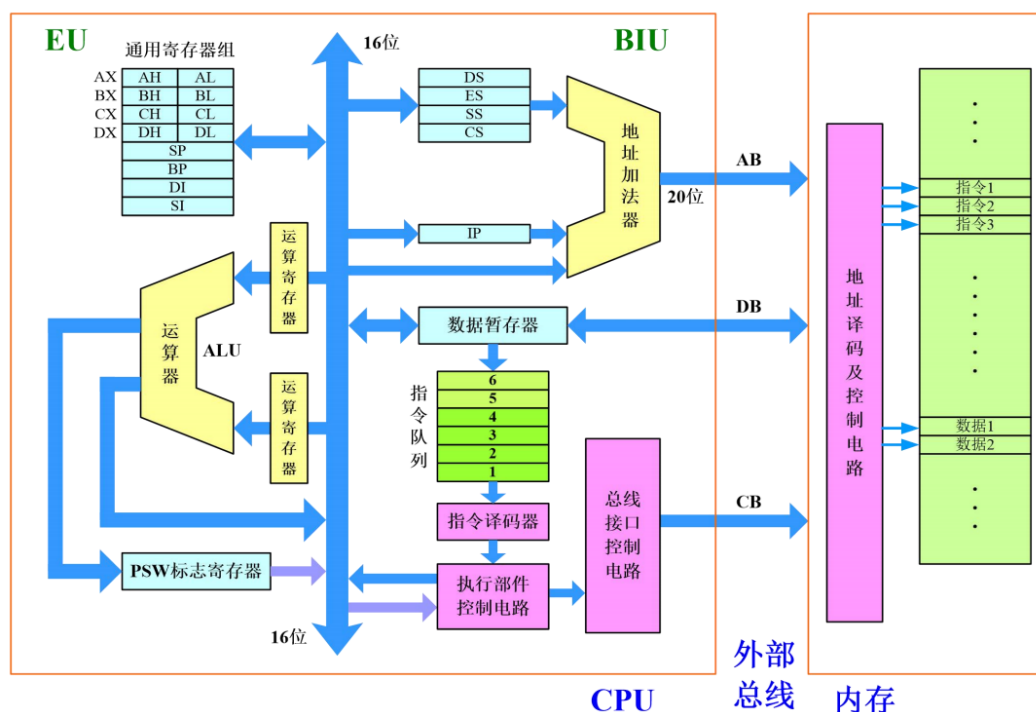 EU
BIU
16位
通用寄存器组
AX AH AL
BX BH BL
CX CH CL
DX DH DL
SP
BP
DI
SI
DS
ES
SS
CS
IP
地址加法器
20位
AB
运算寄存器
运算器
ALU
运算寄存器
数据暂存器
DB
指令队列
6
5
4
3
2
1
指令译码器
执行部件
控制电路
总线
接口
控制
电路
CB
PSW标志寄存器
16位
CPU
外部
总线
地址译码及控制电路
指令1
指令2
指令3
数据1
数据2
内存